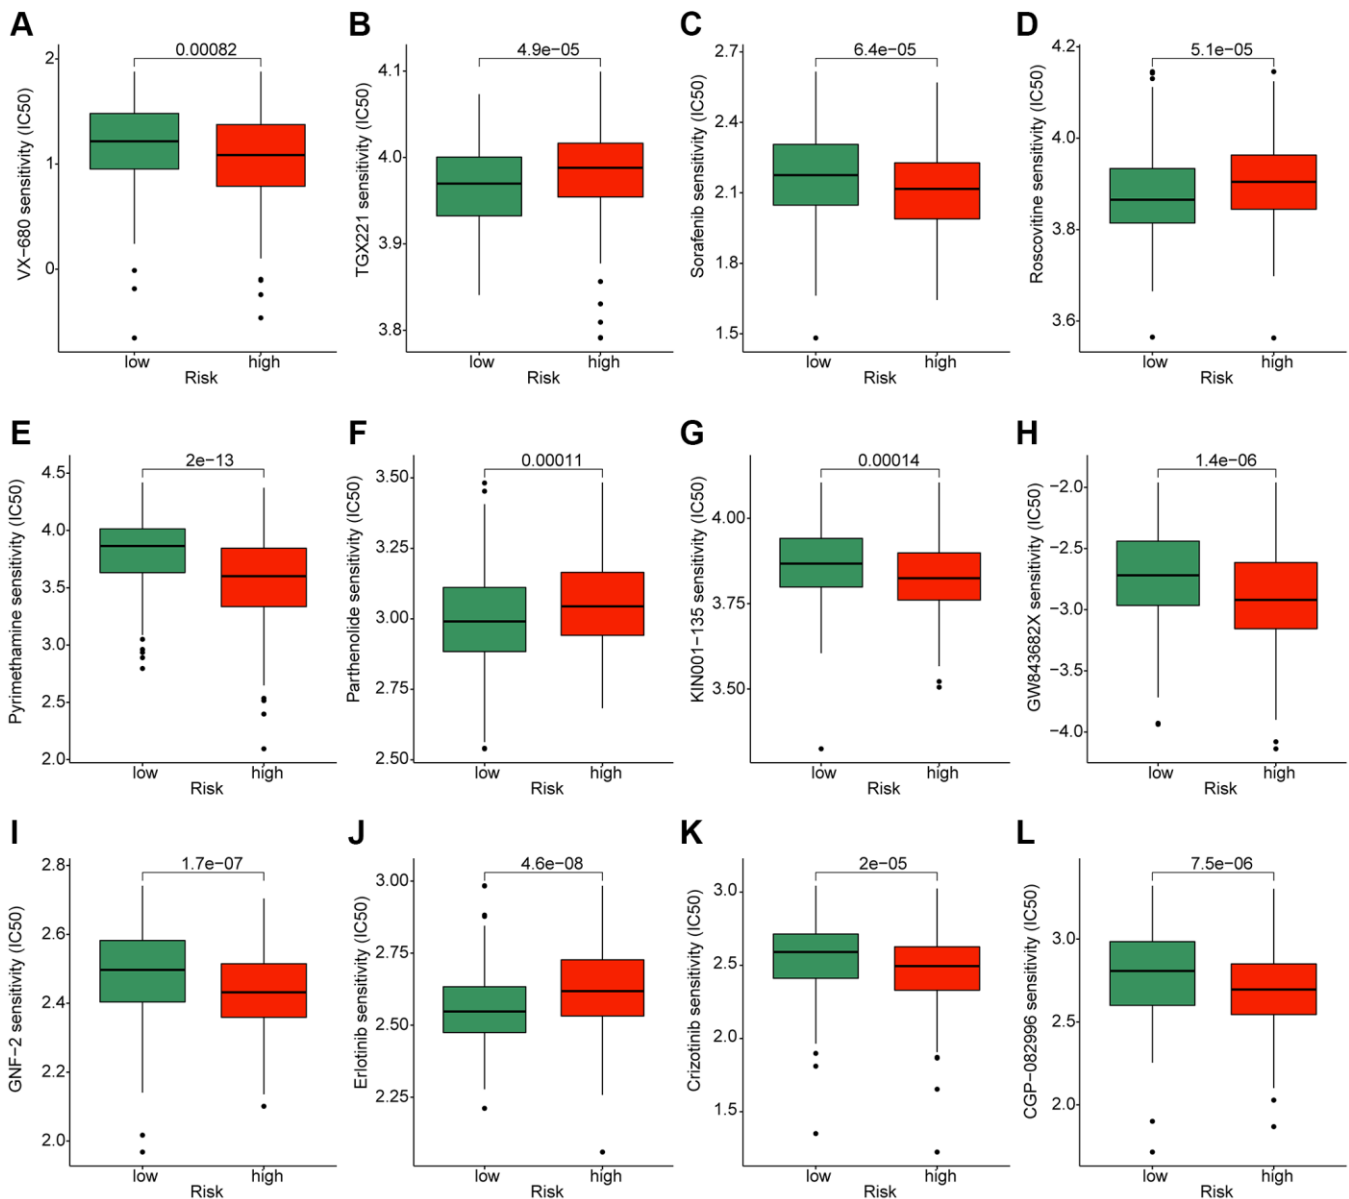 A
VX−680 sensitivity (IC50)
0.00082
2
1
0
low
high
Risk
B
TGX221 sensitivity (IC50)
4.9e−05
4.1
4.0
3.9
3.8
low
high
Risk
C
Sorafenib sensitivity (IC50)
6.4e−05
2.7
2.4
2.1
1.8
1.5
low
high
Risk
D
Roscovitine sensitivity (IC50)
5.1e−05
4.2
4.0
3.8
3.6
low
high
Risk
E
Pyrimethamine sensitivity (IC50)
2e−13
4.5
4.0
3.5
3.0
2.5
2.0
low
high
Risk
F
Parthenolide sensitivity (IC50)
0.00011
3.50
3.25
3.00
2.75
2.50
low
high
Risk
G
KIN001−135 sensitivity (IC50)
0.00014
4.00
3.75
3.50
low
high
Risk
H
GW843682X sensitivity (IC50)
1.4e−06
−2.0
−2.5
−3.0
−3.5
−4.0
low
high
Risk
I
GNF−2 sensitivity (IC50)
1.7e−07
2.8
2.6
2.4
2.2
2.0
low
high
Risk
J
Erlotinib sensitivity (IC50)
4.6e−08
3.00
2.75
2.50
2.25
low
high
Risk
K
Crizotinib sensitivity (IC50)
2e−05
3.0
2.5
2.0
1.5
low
high
Risk
L
CGP−082996 sensitivity (IC50)
7.5e−06
3.0
2.5
2.0
low
high
Risk